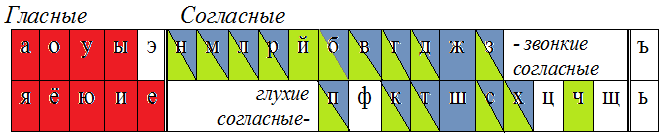 Гласные Согласные
а о у ы э н м л р й б в г д ж з - звонкие согласные ъ
я ё ю и е глухие согласные- п ф к т ш с х ц ч щ ь